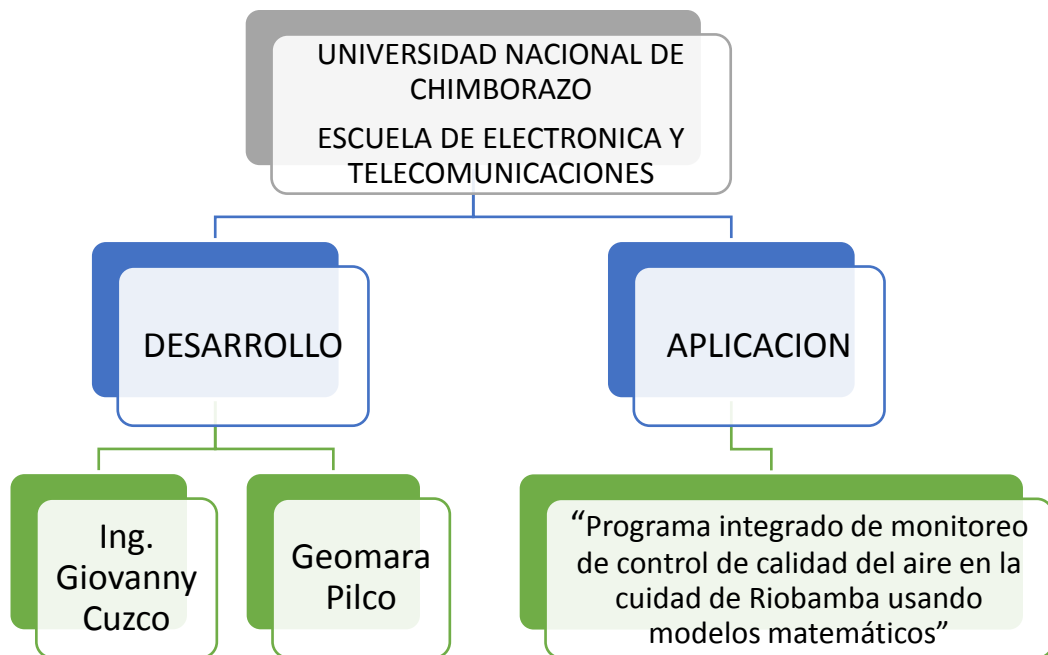 UNIVERSIDAD NACIONAL DE
CHIMBORAZO
ESCUELA DE ELECTRONICA Y
TELECOMUNICACIONES
DESARROLLO
APLICACION
Ing.
Giovanny
Cuzco
Geomara
Pilco
“Programa integrado de monitoreo
de control de calidad del aire en la
cuidad de Riobamba usando
modelos matemáticos”